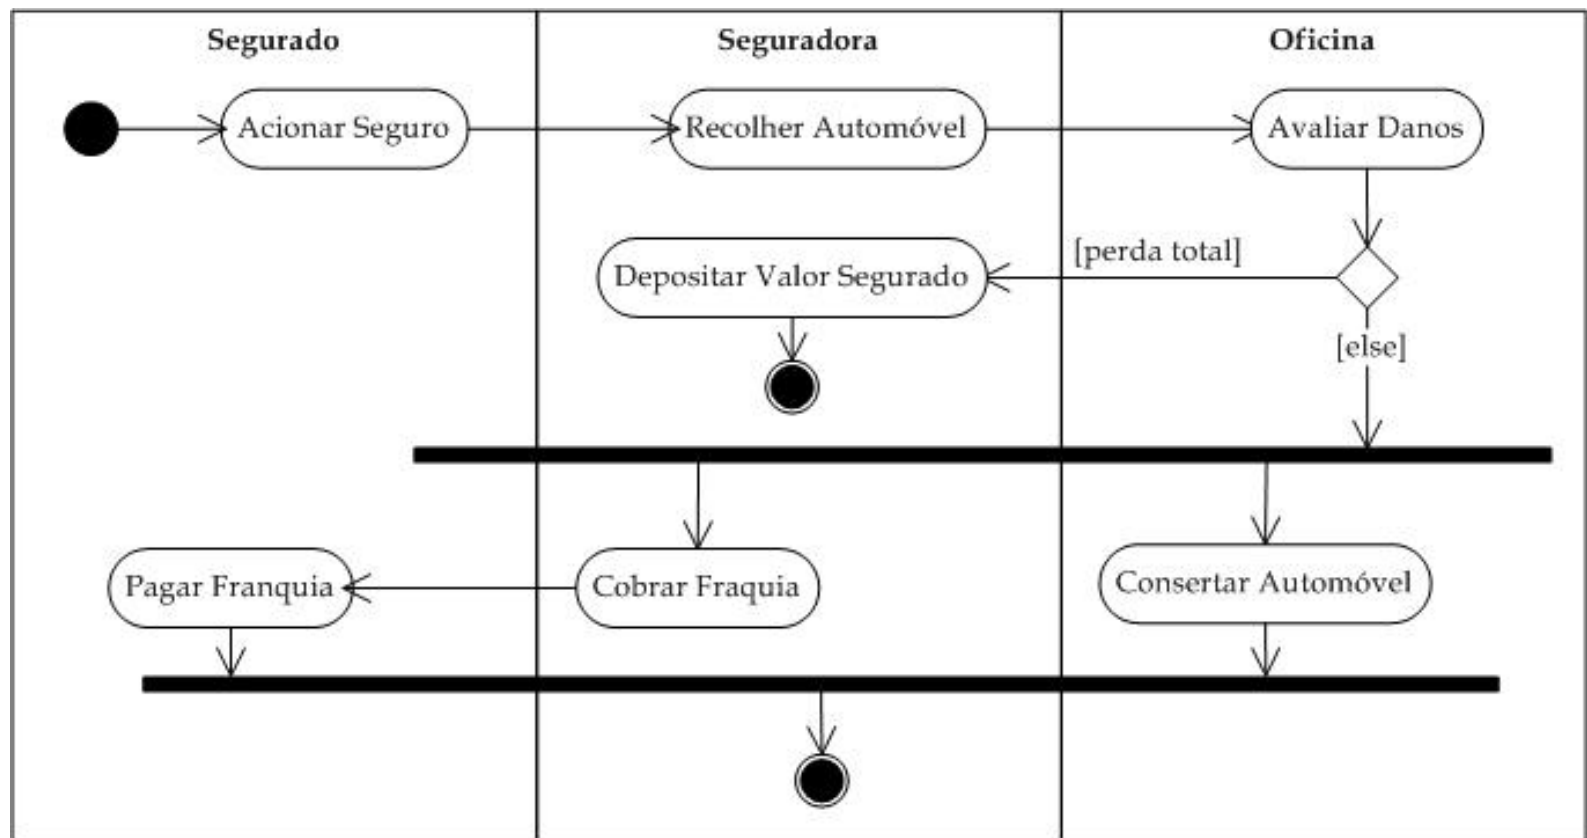 Segurado
Seguradora
Oficina
Acionar Seguro
Recolher Automóvel
Avaliar Danos
[perda total]
Depositar Valor Segurado
[else]
Pagar Franquia
Cobrar Fraquia
Consertar Automóvel